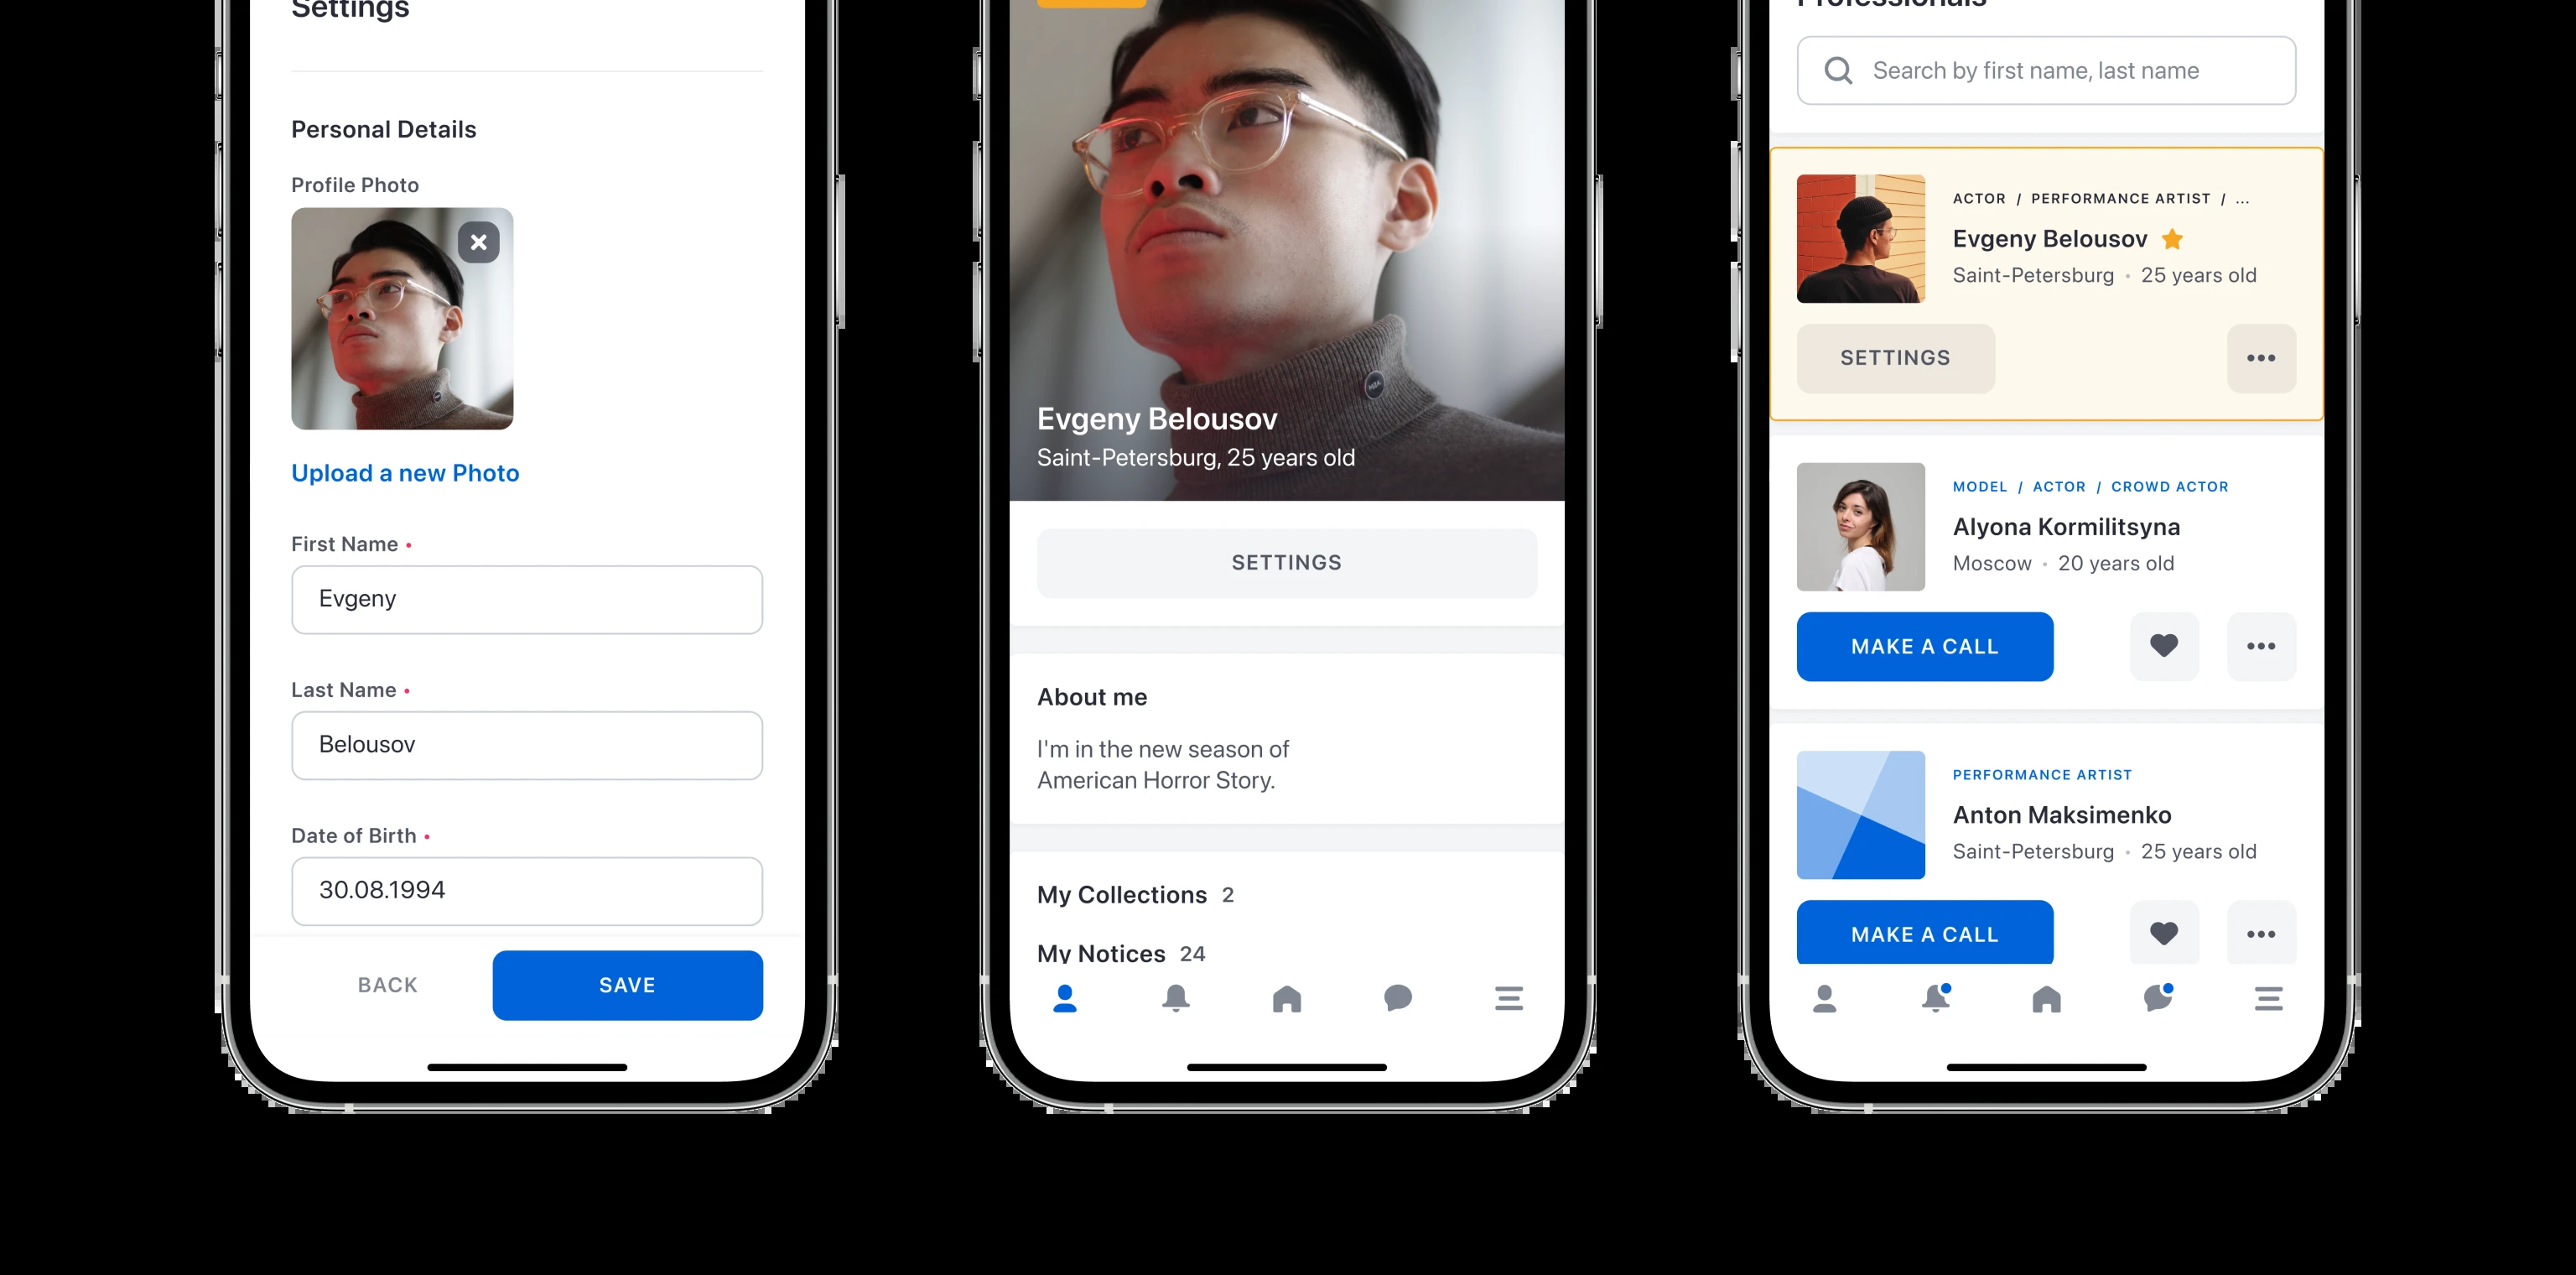 Settings
Personal Details
Profile Photo
Upload a new Photo
First Name •
Evgeny
Last Name •
Belousov
Date of Birth •
30.08.1994
BACK
SAVE
Evgeny Belousov
Saint-Petersburg, 25 years old
SETTINGS
About me
I'm in the new season of
American Horror Story.
My Collections 2
My Notices 24
Professionals
Search by first name, last name
ACTOR / PERFORMANCE ARTIST / ...
Evgeny Belousov
Saint-Petersburg • 25 years old
SETTINGS
MODEL / ACTOR / CROWD ACTOR
Alyona Kormilitsyna
Moscow • 20 years old
MAKE A CALL
PERFORMANCE ARTIST
Anton Maksimenko
Saint-Petersburg • 25 years old
MAKE A CALL